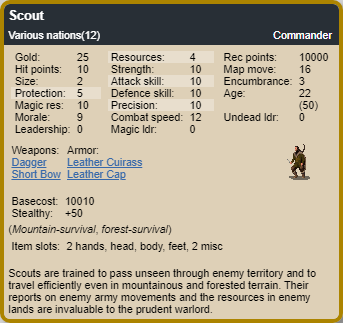 Scout
Various nations(12) Commander
Gold: 25 Resources: 4 Rec points: 10000
Hit points: 10 Strength: 10 Map move: 16
Size: 2 Attack skill: 10 Encumbrance: 3
Protection: 5 Defence skill: 10 Age: 22
Magic res: 10 Precision: 10 (50)
Morale: 9 Combat speed: 12 Undead ldr: 0
Leadership: 0 Magic ldr: 0
Weapons: Armor:
Dagger Leather Cuirass
Short Bow Leather Cap
Basecost: 10010
Stealthy: +50
(Mountain-survival, forest-survival)
Item slots: 2 hands, head, body, feet, 2 misc
Scouts are trained to pass unseen through enemy territory and to
travel efficiently even in mountainous and forested terrain. Their
reports on enemy army movements and the resources in enemy
lands are invaluable to the prudent warlord.